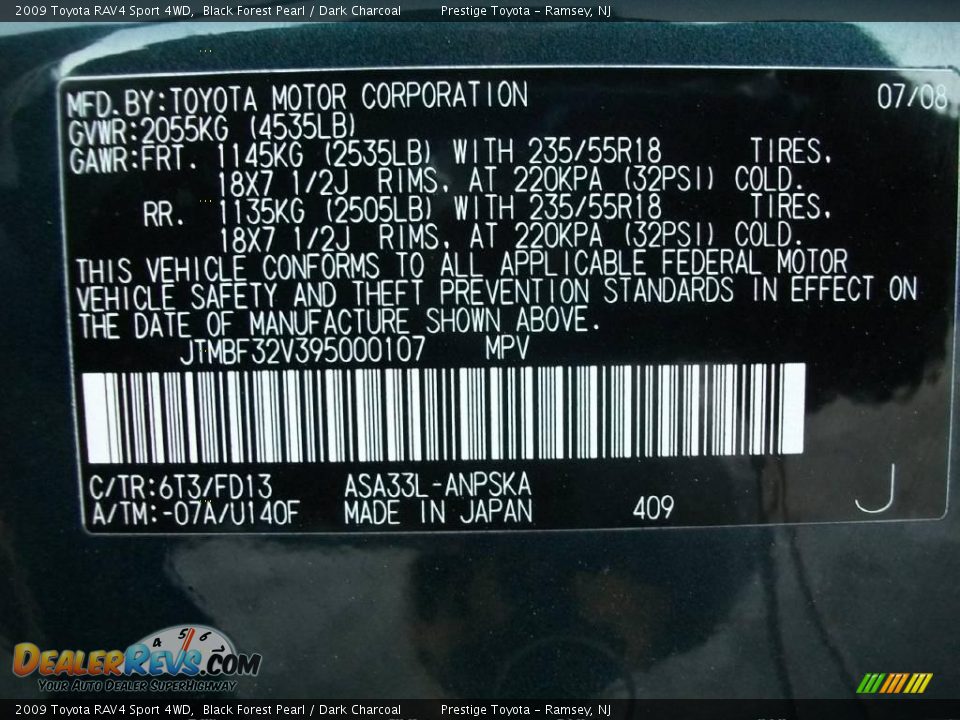 2009 Toyota RAV4 Sport 4WD, Black Forest Pearl / Dark Charcoal Prestige Toyota - Ramsey, NJ
MFD.BY:TOYOTA MOTOR CORPORATION 07/08
GVWR:2055KG (4535LB)
GAWR:FRT. 1145KG (2535LB) WITH 235/55R18 TIRES,
18X7 1/2J RIMS, AT 220KPA (32PSI) COLD.
RR. 1135KG (2505LB) WITH 235/55R18 TIRES,
18X7 1/2J RIMS, AT 220KPA (32PSI) COLD.
THIS VEHICLE CONFORMS TO ALL APPLICABLE FEDERAL MOTOR
VEHICLE SAFETY AND THEFT PREVENTION STANDARDS IN EFFECT ON
THE DATE OF MANUFACTURE SHOWN ABOVE.
JTMBF32V395000107 MPV
C/TR:6T3/FD13 ASA33L-ANPSKA
A/TM:-07A/U140F MADE IN JAPAN 409 J
4 5 6
DEALERREVS.COM
YOUR AUTO DEALER SUPERHIGHWAY
2009 Toyota RAV4 Sport 4WD, Black Forest Pearl / Dark Charcoal Prestige Toyota - Ramsey, NJ